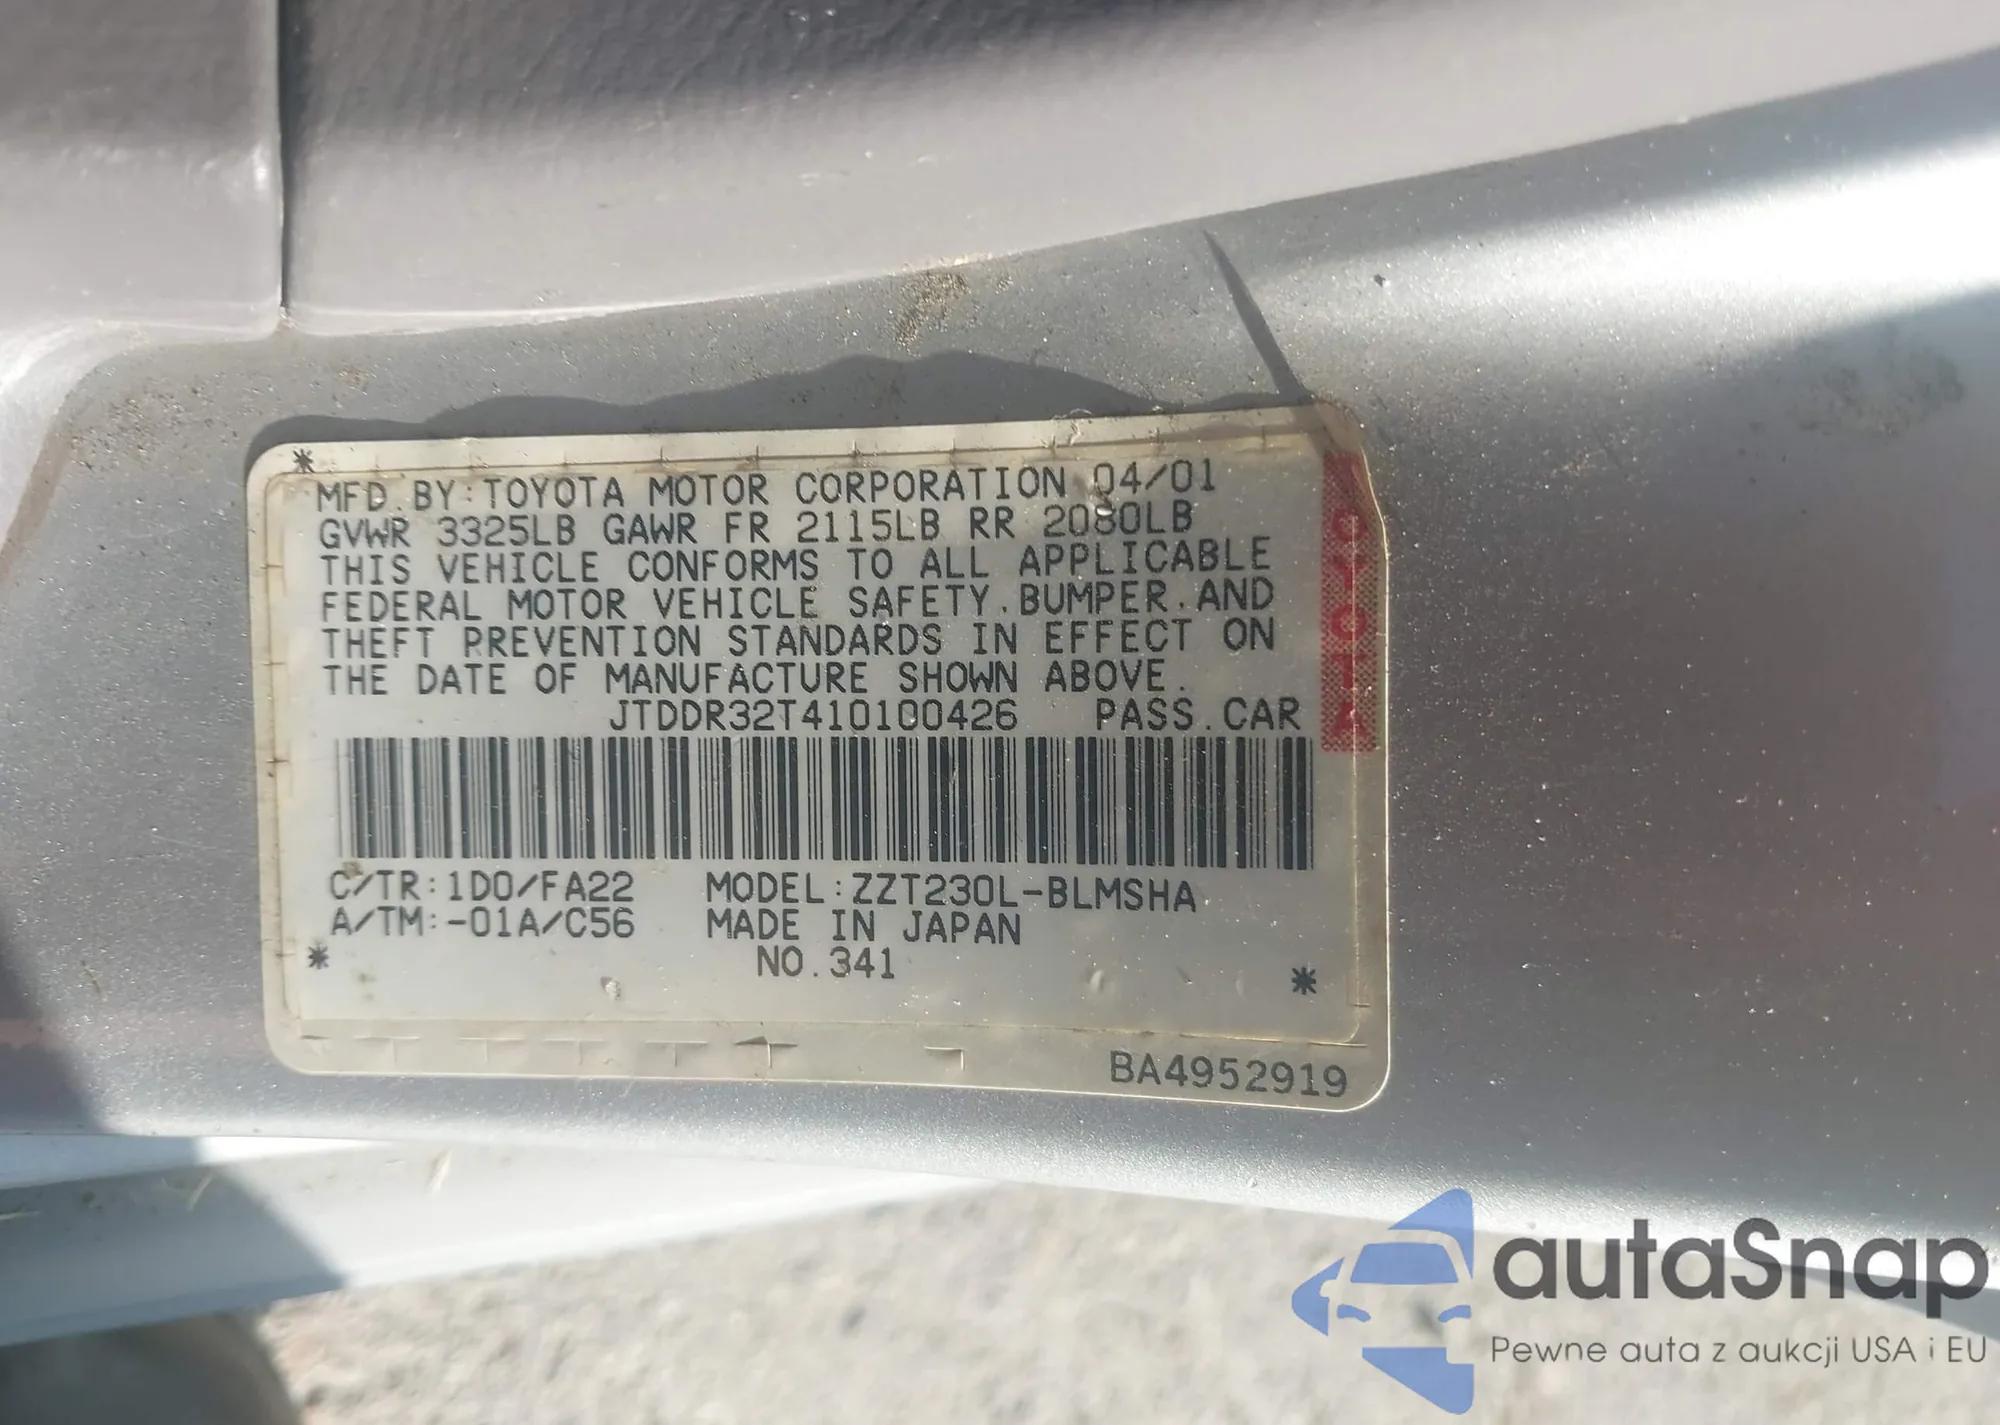 MFD.BY:TOYOTA MOTOR CORPORATION 04/01
GVWR 3325LB GAWR FR 2115LB RR 2080LB
THIS VEHICLE CONFORMS TO ALL APPLICABLE
FEDERAL MOTOR VEHICLE SAFETY.BUMPER.AND
THEFT PREVENTION STANDARDS IN EFFECT ON
THE DATE OF MANUFACTURE SHOWN ABOVE.
JTDDR32T410100426 PASS.CAR
TOYOTA
C/TR:1D0/FA22 MODEL:ZZT230L-BLMSHA
A/TM:-01A/C56 MADE IN JAPAN
NO.341
BA4952919
autaSnap
Pewne auta z aukcji USA i EU